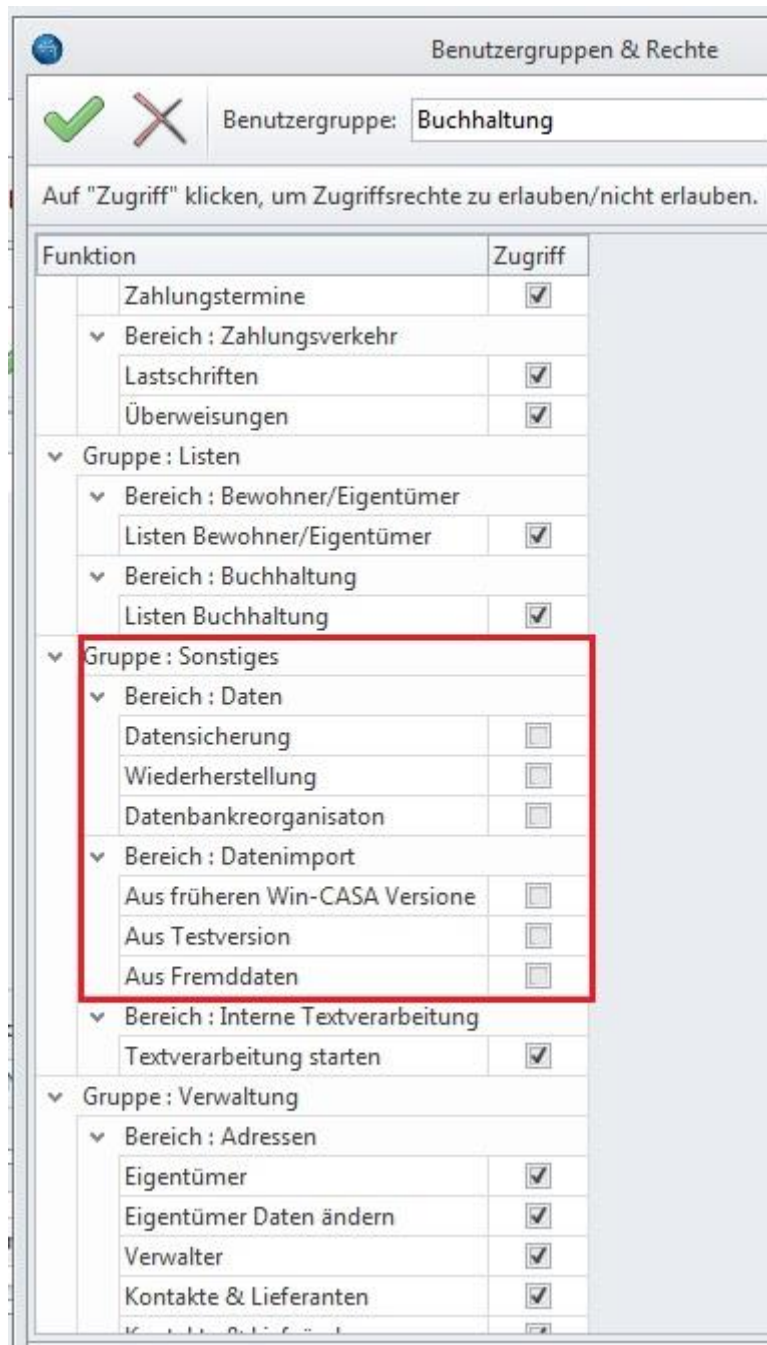 Benutzergruppen & Rechte
Benutzergruppe: Buchhaltung
Auf "Zugriff" klicken, um Zugriffsrechte zu erlauben/nicht erlauben.
Funktion Zugriff
Zahlungstermine
Bereich : Zahlungsverkehr
Lastschriften
Überweisungen
Gruppe : Listen
Bereich : Bewohner/Eigentümer
Listen Bewohner/Eigentümer
Bereich : Buchhaltung
Listen Buchhaltung
Gruppe : Sonstiges
Bereich : Daten
Datensicherung
Wiederherstellung
Datenbankreorganisaton
Bereich : Datenimport
Aus früheren Win-CASA Versione
Aus Testversion
Aus Fremddaten
Bereich : Interne Textverarbeitung
Textverarbeitung starten
Gruppe : Verwaltung
Bereich : Adressen
Eigentümer
Eigentümer Daten ändern
Verwalter
Kontakte & Lieferanten